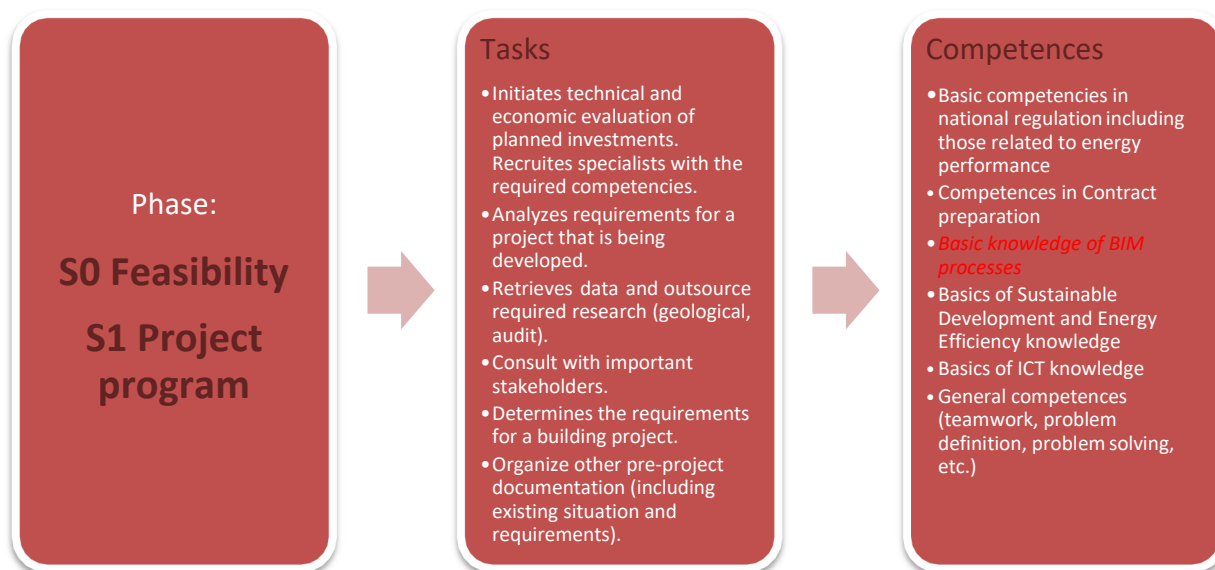 Phase:
S0 Feasibility
S1 Project
program
Tasks
•Initiates technical and
economic evaluation of
planned investments.
Recruites specialists with the
required competencies.
•Analyzes requirements for a
project that is being
developed.
•Retrieves data and outsource
required research (geological,
audit).
•Consult with important
stakeholders.
•Determines the requirements
for a building project.
•Organize other pre-project
documentation (including
existing situation and
requirements).
Competences
•Basic competencies in
national regulation including
those related to energy
performance
•Competences in Contract
preparation
•Basic knowledge of BIM
processes
•Basics of Sustainable
Development and Energy
Efficiency knowledge
•Basics of ICT knowledge
•General competences
(teamwork, problem
definition, problem solving,
etc.)